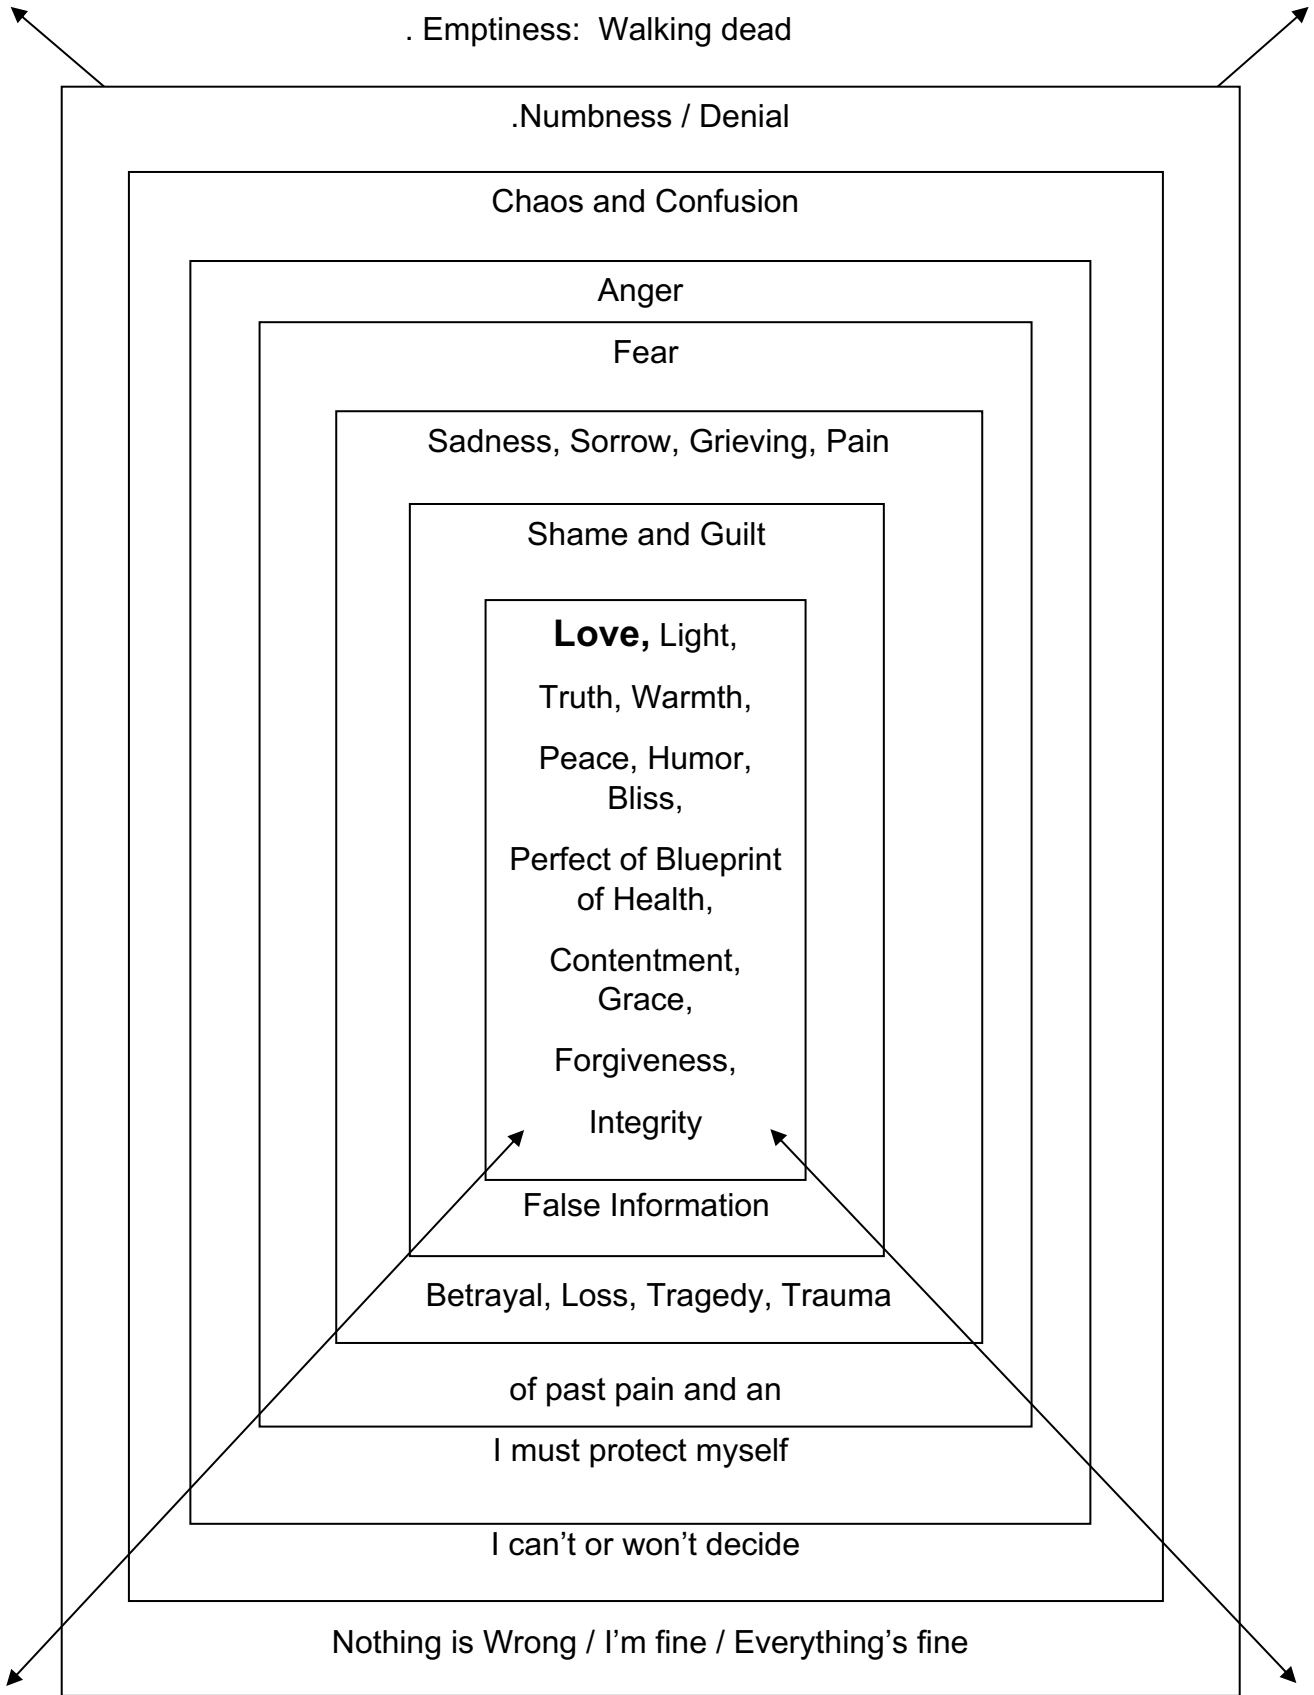 . Emptiness:  Walking dead
.Numbness / Denial
Chaos and Confusion
Anger
Fear
Sadness, Sorrow, Grieving, Pain
Shame and Guilt
Love, Light,
Truth, Warmth,
Peace, Humor,
Bliss,
Perfect of Blueprint
of Health,
Contentment,
Grace,
Forgiveness,
Integrity
False Information
Betrayal, Loss, Tragedy, Trauma
of past pain and an
I must protect myself
I can’t or won’t decide
Nothing is Wrong / I’m fine / Everything’s fine